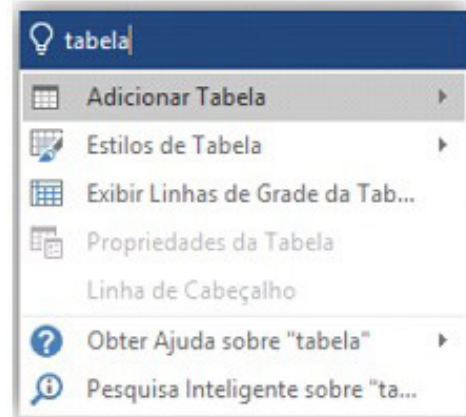 tabela
Adicionar Tabela
Estilos de Tabela
Exibir Linhas de Grade da Tab...
Propriedades da Tabela
Linha de Cabeçalho
Obter Ajuda sobre "tabela"
Pesquisa Inteligente sobre "ta...